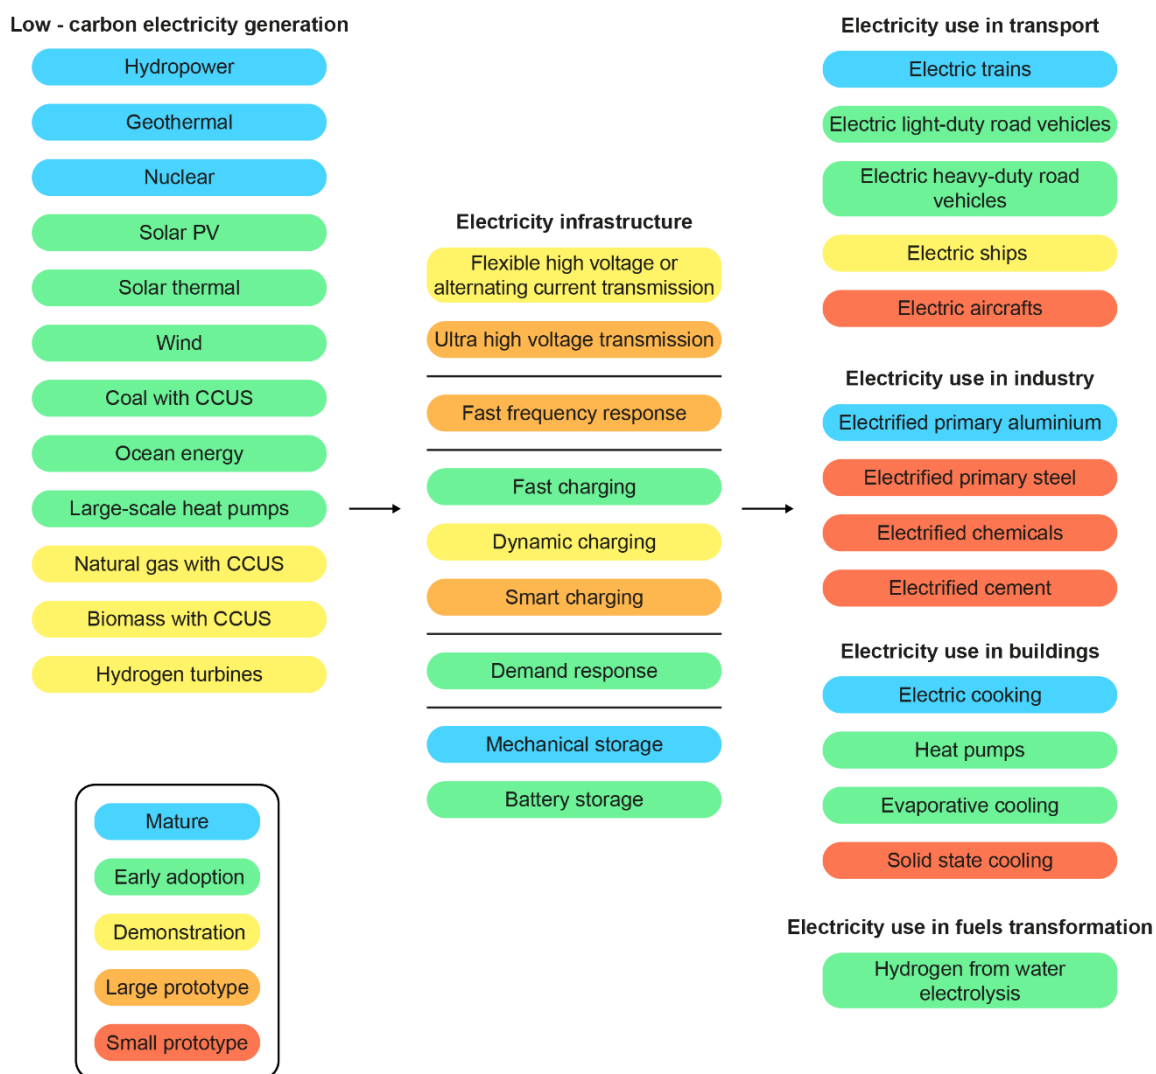 Low - carbon electricity generation
Hydropower
Geothermal
Nuclear
Solar PV
Solar thermal
Wind
Coal with CCUS
Ocean energy
Large-scale heat pumps
Natural gas with CCUS
Biomass with CCUS
Hydrogen turbines
Mature
Early adoption
Demonstration
Large prototype
Small prototype
Electricity infrastructure
Flexible high voltage or
alternating current transmission
Ultra high voltage transmission
Fast frequency response
Fast charging
Dynamic charging
Smart charging
Demand response
Mechanical storage
Battery storage
Electricity use in transport
Electric trains
Electric light-duty road vehicles
Electric heavy-duty road
vehicles
Electric ships
Electric aircrafts
Electricity use in industry
Electrified primary aluminium
Electrified primary steel
Electrified chemicals
Electrified cement
Electricity use in buildings
Electric cooking
Heat pumps
Evaporative cooling
Solid state cooling
Electricity use in fuels transformation
Hydrogen from water
electrolysis